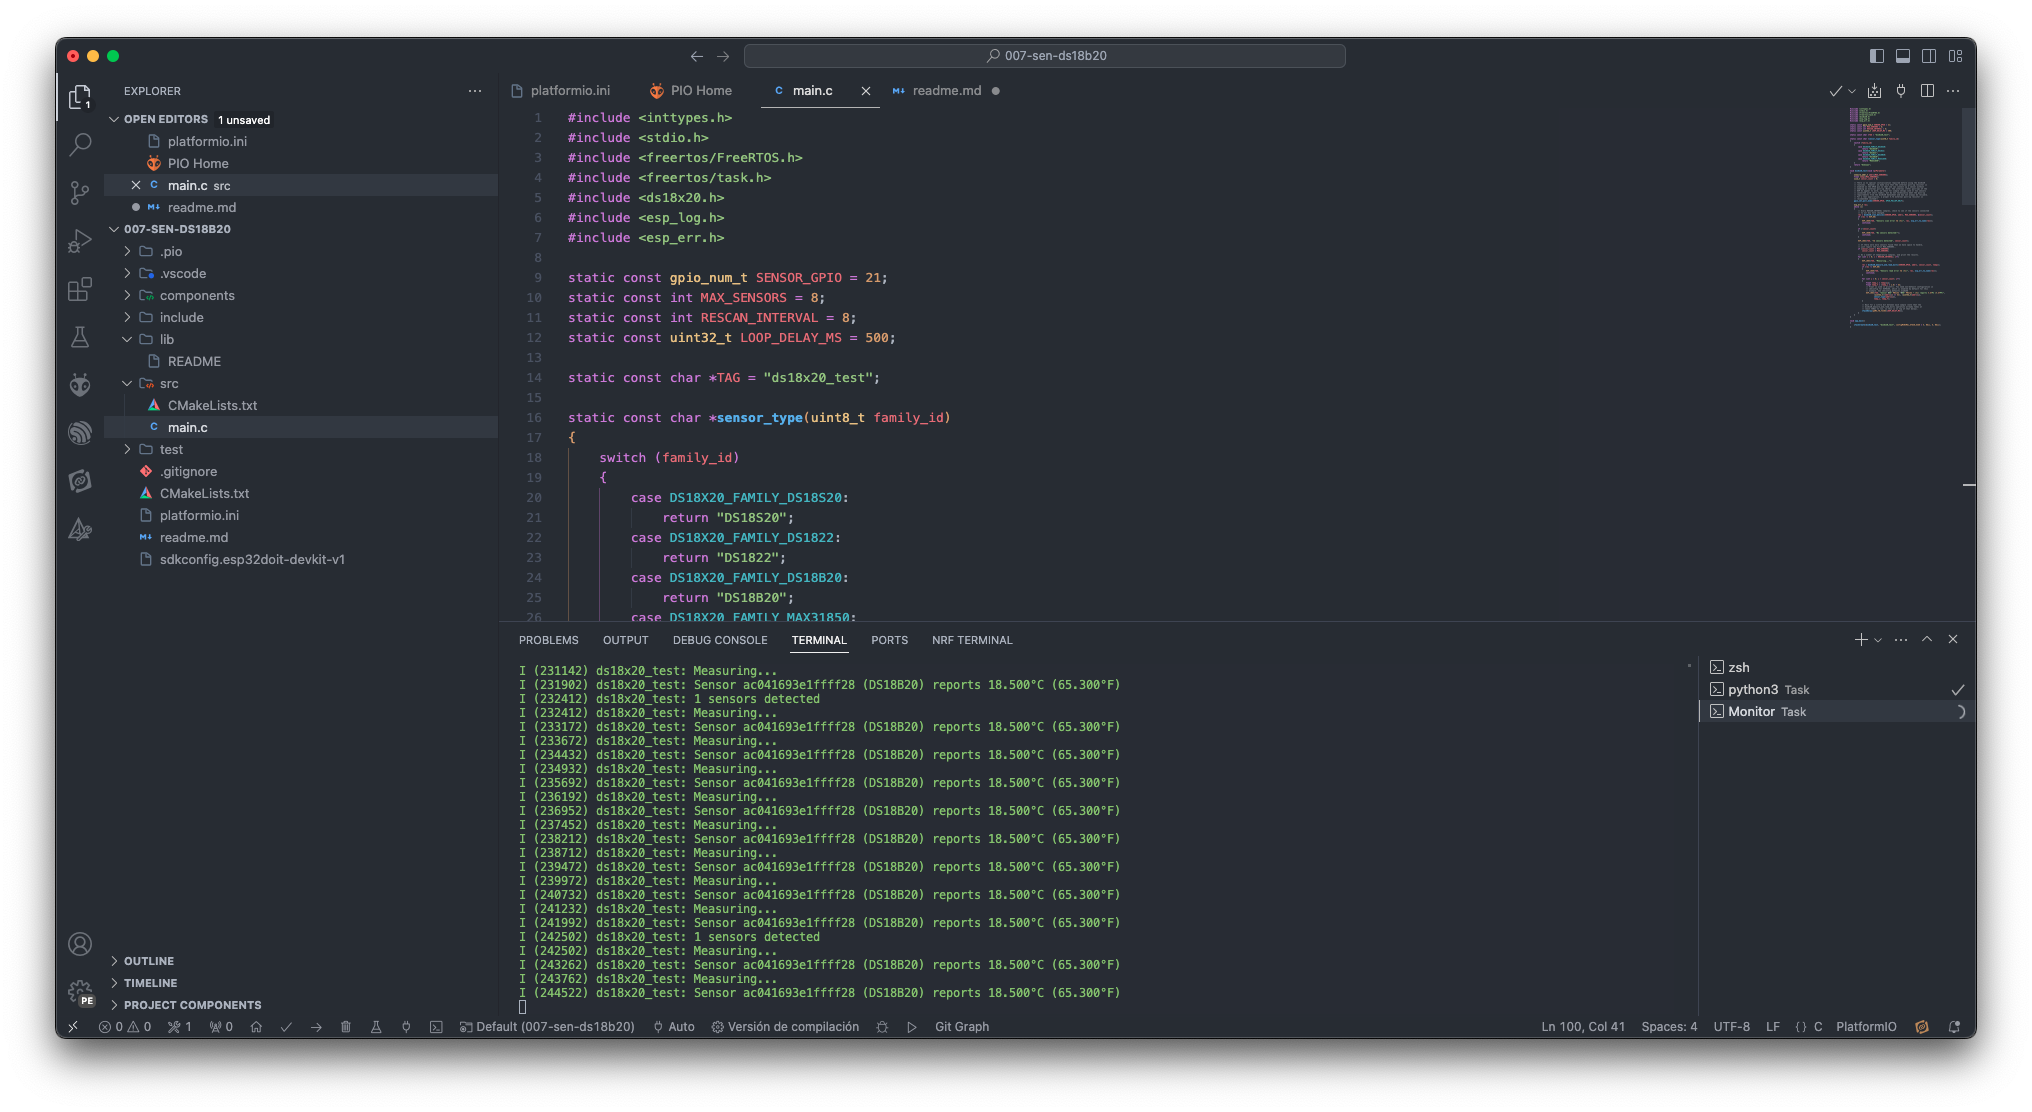 007-sen-ds18b20
EXPLORER
OPEN EDITORS 1 unsaved
platformio.ini
PIO Home
main.c src
readme.md
007-SEN-DS18B20
.pio
.vscode
components
include
lib
README
src
CMakeLists.txt
main.c
test
.gitignore
CMakeLists.txt
platformio.ini
readme.md
sdkconfig.esp32doit-devkit-v1
OUTLINE
TIMELINE
PROJECT COMPONENTS
1
PE
platformio.ini PIO Home C main.c readme.md
1 #include <inttypes.h>
2 #include <stdio.h>
3 #include <freertos/FreeRTOS.h>
4 #include <freertos/task.h>
5 #include <ds18x20.h>
6 #include <esp_log.h>
7 #include <esp_err.h>
8
9 static const gpio_num_t SENSOR_GPIO = 21;
10 static const int MAX_SENSORS = 8;
11 static const int RESCAN_INTERVAL = 8;
12 static const uint32_t LOOP_DELAY_MS = 500;
13
14 static const char *TAG = "ds18x20_test";
15
16 static const char *sensor_type(uint8_t family_id)
17 {
18 switch (family_id)
19 {
20 case DS18X20_FAMILY_DS18S20:
21 return "DS18S20";
22 case DS18X20_FAMILY_DS1822:
23 return "DS1822";
24 case DS18X20_FAMILY_DS18B20:
25 return "DS18B20";
26 case DS18X20_FAMILY_MAX31850:
PROBLEMS OUTPUT DEBUG CONSOLE TERMINAL PORTS NRF TERMINAL
I (231142) ds18x20_test: Measuring...
I (231902) ds18x20_test: Sensor ac041693e1ffff28 (DS18B20) reports 18.500°C (65.300°F)
I (232412) ds18x20_test: 1 sensors detected
I (232412) ds18x20_test: Measuring...
I (233172) ds18x20_test: Sensor ac041693e1ffff28 (DS18B20) reports 18.500°C (65.300°F)
I (233672) ds18x20_test: Measuring...
I (234432) ds18x20_test: Sensor ac041693e1ffff28 (DS18B20) reports 18.500°C (65.300°F)
I (234932) ds18x20_test: Measuring...
I (235692) ds18x20_test: Sensor ac041693e1ffff28 (DS18B20) reports 18.500°C (65.300°F)
I (236192) ds18x20_test: Measuring...
I (236952) ds18x20_test: Sensor ac041693e1ffff28 (DS18B20) reports 18.500°C (65.300°F)
I (237452) ds18x20_test: Measuring...
I (238212) ds18x20_test: Sensor ac041693e1ffff28 (DS18B20) reports 18.500°C (65.300°F)
I (238712) ds18x20_test: Measuring...
I (239472) ds18x20_test: Sensor ac041693e1ffff28 (DS18B20) reports 18.500°C (65.300°F)
I (239972) ds18x20_test: Measuring...
I (240732) ds18x20_test: Sensor ac041693e1ffff28 (DS18B20) reports 18.500°C (65.300°F)
I (241232) ds18x20_test: Measuring...
I (241992) ds18x20_test: Sensor ac041693e1ffff28 (DS18B20) reports 18.500°C (65.300°F)
I (242502) ds18x20_test: 1 sensors detected
I (242502) ds18x20_test: Measuring...
I (243262) ds18x20_test: Sensor ac041693e1ffff28 (DS18B20) reports 18.500°C (65.300°F)
I (243762) ds18x20_test: Measuring...
I (244522) ds18x20_test: Sensor ac041693e1ffff28 (DS18B20) reports 18.500°C (65.300°F)
zsh
python3 Task
Monitor Task
0 0 1 0 Default (007-sen-ds18b20) Auto Versión de compilación Git Graph Ln 100, Col 41 Spaces: 4 UTF-8 LF {} C PlatformIO